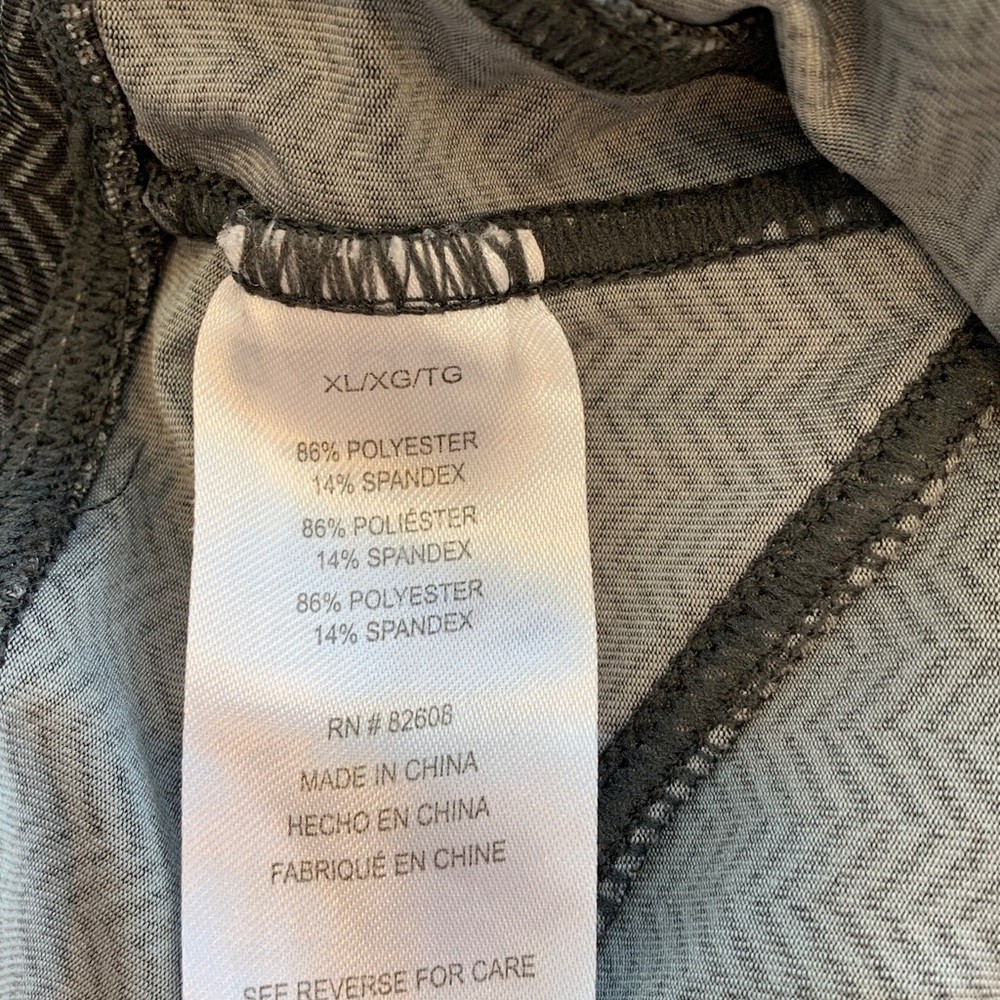 XL/XG/TG
86% POLYESTER
14% SPANDEX
86% POLIÉSTER
14% SPANDEX
86% POLYESTER
14% SPANDEX
RN # 82608
MADE IN CHINA
HECHO EN CHINA
FABRIQUÉ EN CHINE
SEE REVERSE FOR CARE